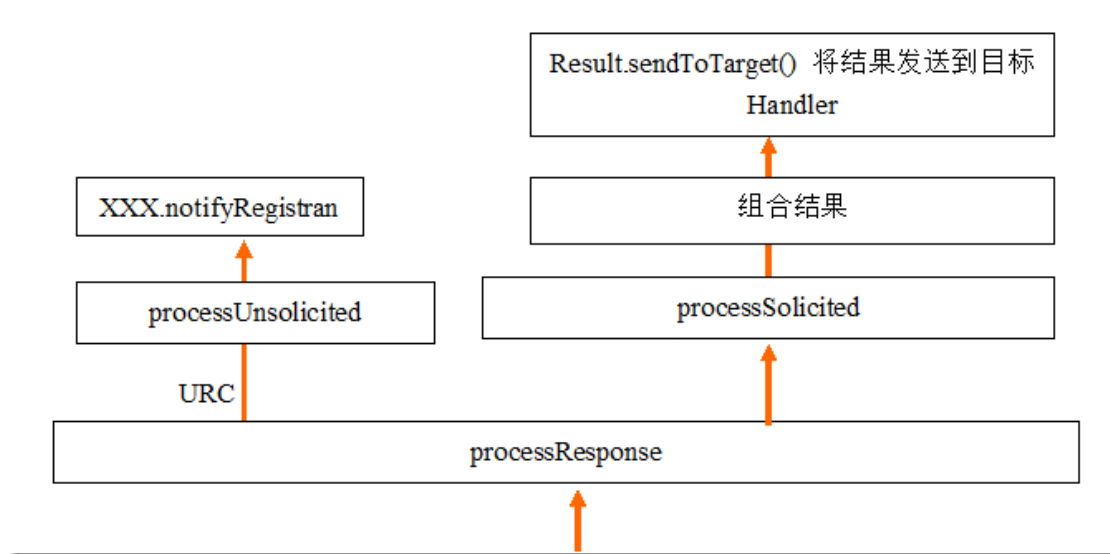 Result.sendToTarget() 将结果发送到目标
Handler
XXX.notifyRegistran
组合结果
processUnsolicited
processSolicited
URC
processResponse